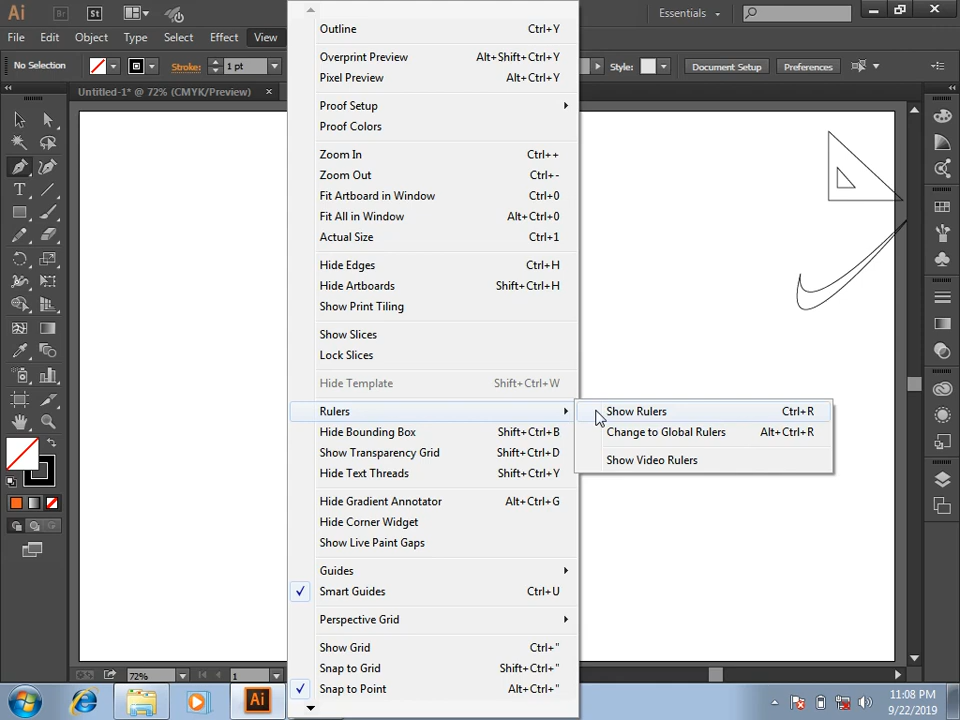 Ai Br St Essentials
File Edit Object Type Select Effect View
No Selection Stroke: 1 pt Style: Document Setup Preferences
Untitled-1* @ 72% (CMYK/Preview) ×
Outline Ctrl+Y
Overprint Preview Alt+Shift+Ctrl+Y
Pixel Preview Alt+Ctrl+Y
Proof Setup
Proof Colors
Zoom In Ctrl++
Zoom Out Ctrl+-
Fit Artboard in Window Ctrl+0
Fit All in Window Alt+Ctrl+0
Actual Size Ctrl+1
Hide Edges Ctrl+H
Hide Artboards Shift+Ctrl+H
Show Print Tiling
Show Slices
Lock Slices
Hide Template Shift+Ctrl+W
Rulers
Show Rulers Ctrl+R
Hide Bounding Box Shift+Ctrl+B
Change to Global Rulers Alt+Ctrl+R
Show Transparency Grid Shift+Ctrl+D
Show Video Rulers
Hide Text Threads Shift+Ctrl+Y
Hide Gradient Annotator Alt+Ctrl+G
Hide Corner Widget
Show Live Paint Gaps
Guides
Smart Guides Ctrl+U
Perspective Grid
Show Grid Ctrl+"
Snap to Grid Shift+Ctrl+"
Snap to Point Alt+Ctrl+"
72% 1
Ai
11:08 PM
9/22/2019